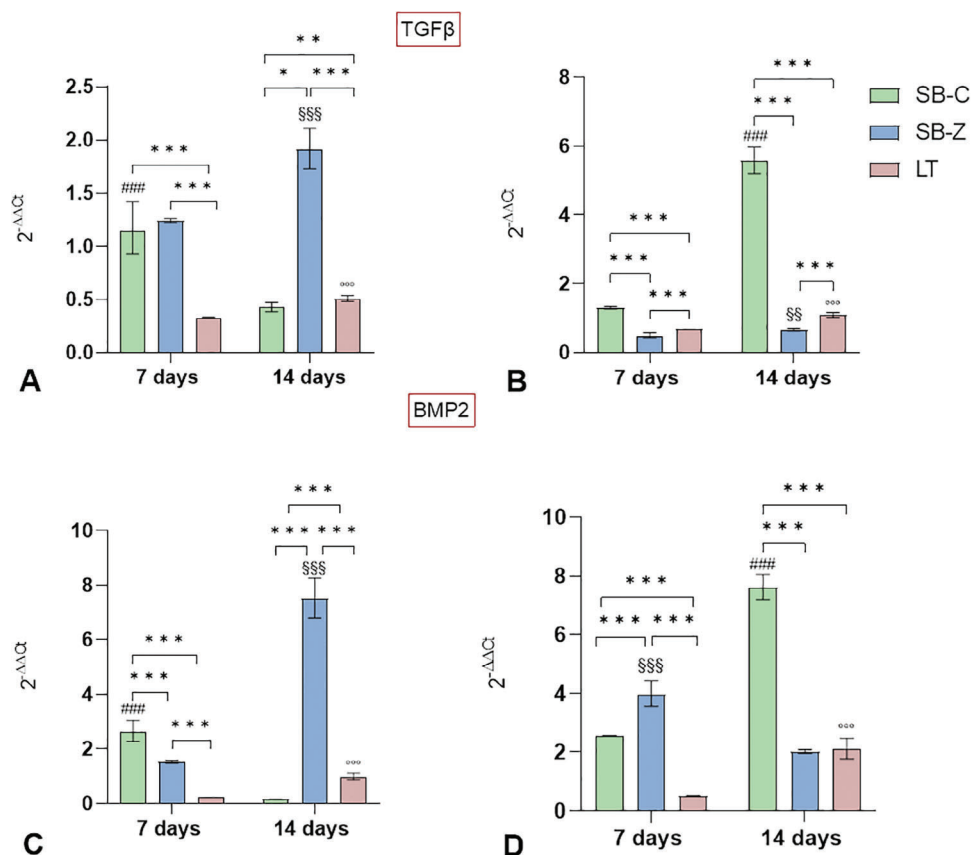 TGFβ
* *
* * * *
§§§
* * *
###
* * *
2^-ΔΔCt
2.5
2.0
1.5
1.0
0.5
0.0
°°°
7 days 14 days
A
* * *
* * *
###
* * *
* * *
* * *
* * *
§§ °°°
2^-ΔΔCt
8
6
4
2
0
7 days 14 days
B
SB-C
SB-Z
LT
BMP2
* * *
* * * * * *
§§§
* * *
* * *
###
* * *
°°°
2^-ΔΔCt
10
8
6
4
2
0
7 days 14 days
C
* * *
* * *
###
* * *
* * * * * *
§§§
°°°
2^-ΔΔCt
10
8
6
4
2
0
7 days 14 days
D